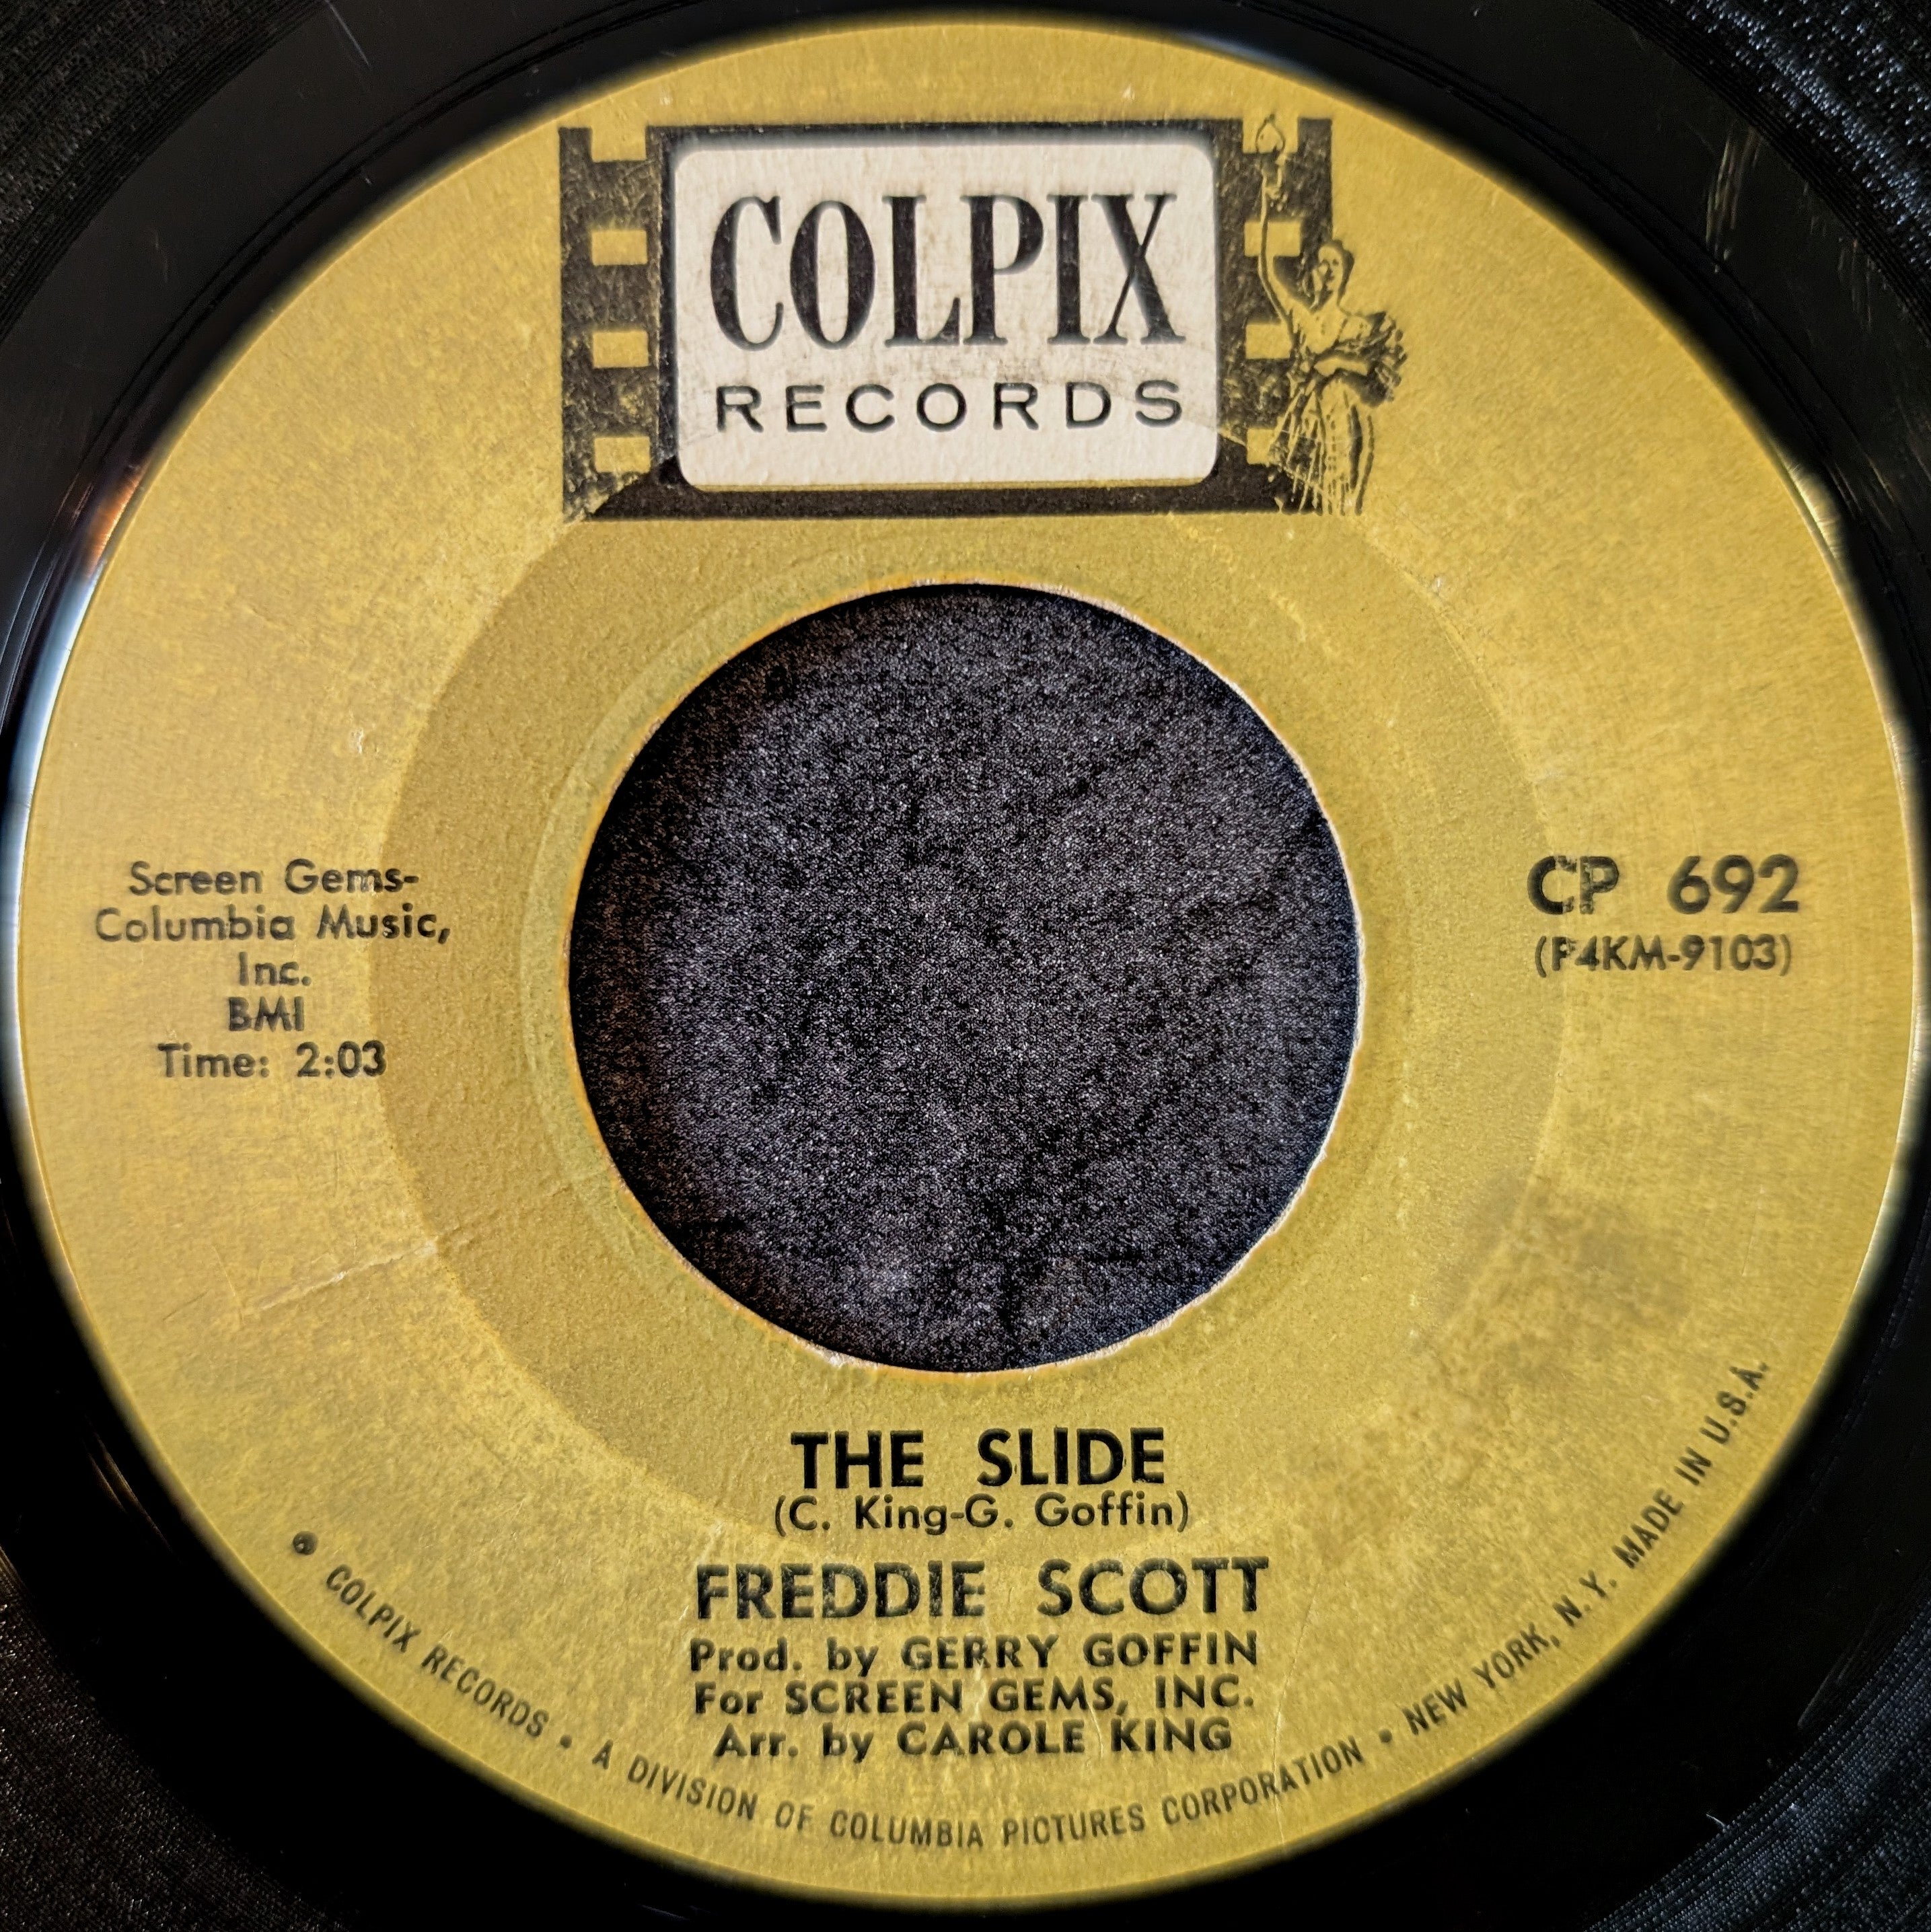 COLPIX
RECORDS
Screen Gems-
Columbia Music,
Inc.
BMI
Time: 2:03
CP 692
(P4KM-9103)
THE SLIDE
(C. King-G. Goffin)
FREDDIE SCOTT
Prod. by GERRY GOFFIN
For SCREEN GEMS, INC.
Arr. by CAROLE KING
• COLPIX RECORDS • A DIVISION OF COLUMBIA PICTURES CORPORATION • NEW YORK, N.Y. MADE IN U.S.A.